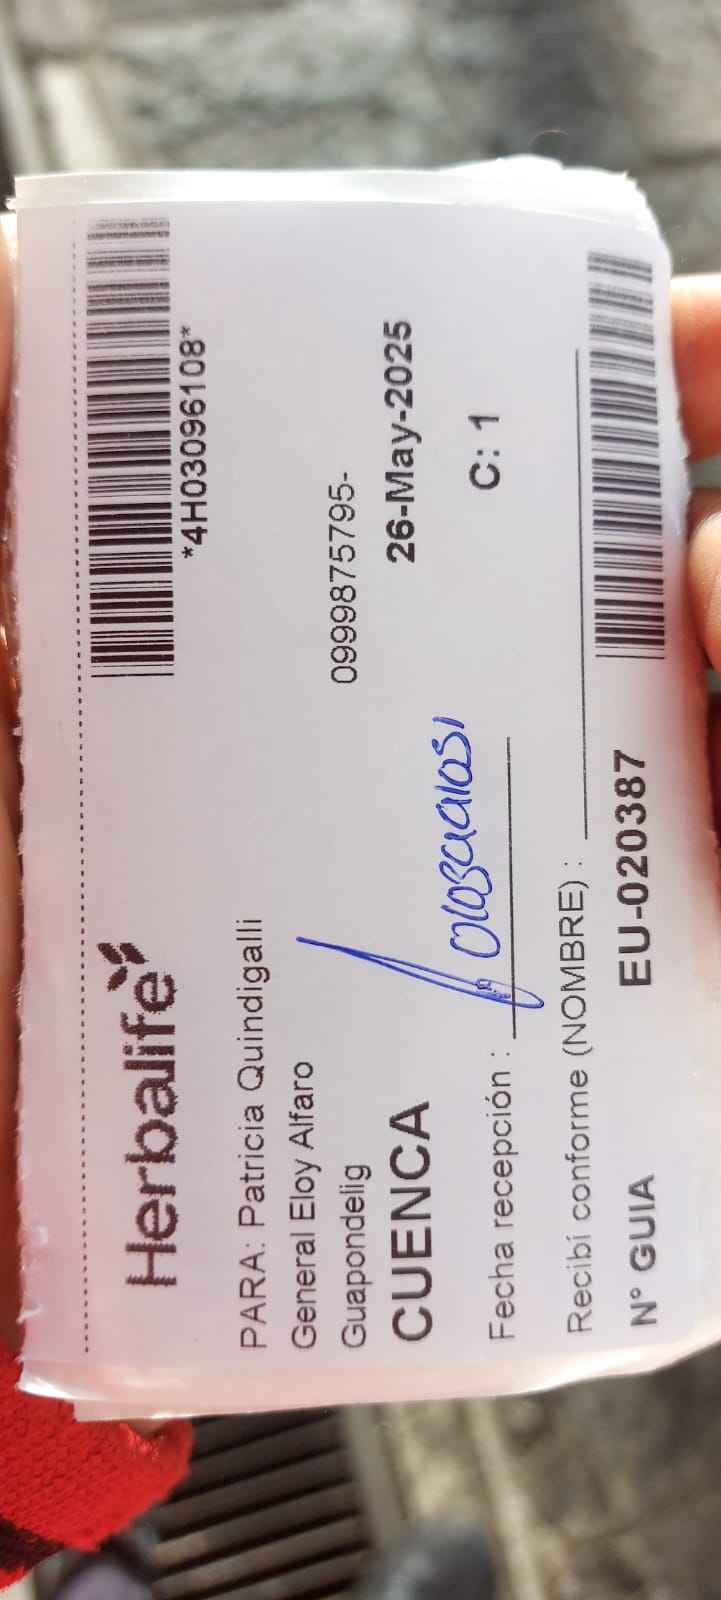 Herbalife
*4H03096108*
PARA: Patricia Quindigalli
General Eloy Alfaro
Guapondelig 0999875795-
CUENCA 26-May-2025
Fecha recepción : C: 1
Recibí conforme (NOMBRE) :
N° GUIA EU-020387